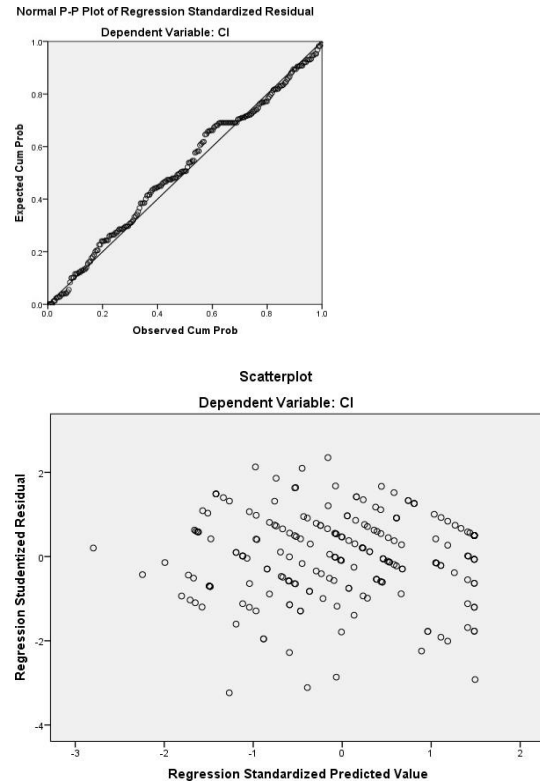 Normal P-P Plot of Regression Standardized Residual
Dependent Variable: CI
1.0
0.8
0.6
0.4
0.2
0.0
Expected Cum Prob
0.0 0.2 0.4 0.6 0.8 1.0
Observed Cum Prob
Scatterplot
Dependent Variable: CI
2
0
-2
-4
Regression Studentized Residual
-3 -2 -1 0 1 2
Regression Standardized Predicted Value